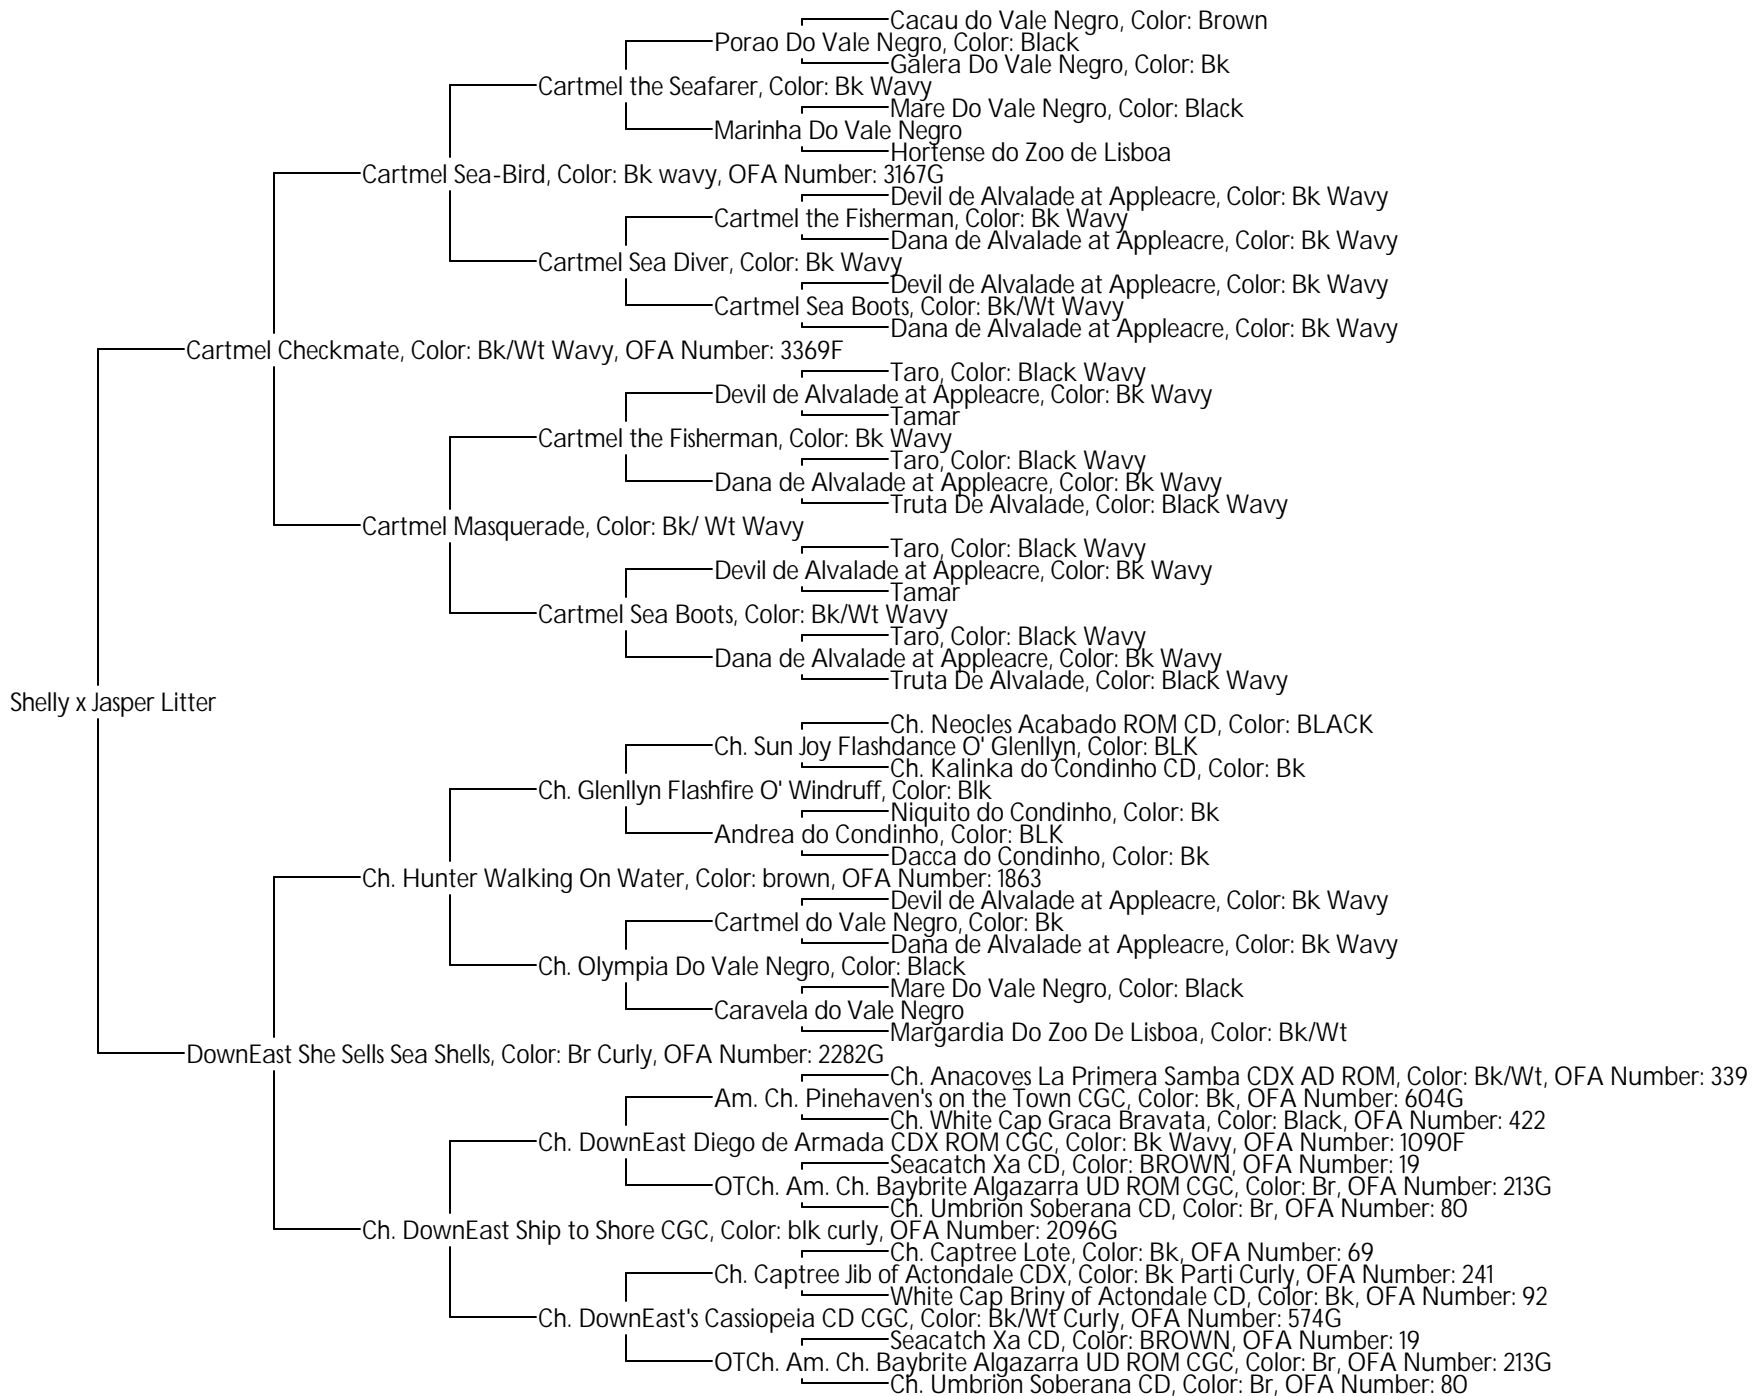 Cacau do Vale Negro, Color: Brown
Porao Do Vale Negro, Color: Black
Galera Do Vale Negro, Color: Bk
Cartmel the Seafarer, Color: Bk Wavy
Mare Do Vale Negro, Color: Black
Marinha Do Vale Negro
Hortense do Zoo de Lisboa
Cartmel Sea-Bird, Color: Bk wavy, OFA Number: 3167G
Devil de Alvalade at Appleacre, Color: Bk Wavy
Cartmel the Fisherman, Color: Bk Wavy
Dana de Alvalade at Appleacre, Color: Bk Wavy
Cartmel Sea Diver, Color: Bk Wavy
Devil de Alvalade at Appleacre, Color: Bk Wavy
Cartmel Sea Boots, Color: Bk/Wt Wavy
Dana de Alvalade at Appleacre, Color: Bk Wavy
Cartmel Checkmate, Color: Bk/Wt Wavy, OFA Number: 3369F
Taro, Color: Black Wavy
Devil de Alvalade at Appleacre, Color: Bk Wavy
Tamar
Cartmel the Fisherman, Color: Bk Wavy
Taro, Color: Black Wavy
Dana de Alvalade at Appleacre, Color: Bk Wavy
Truta De Alvalade, Color: Black Wavy
Cartmel Masquerade, Color: Bk/ Wt Wavy
Taro, Color: Black Wavy
Devil de Alvalade at Appleacre, Color: Bk Wavy
Tamar
Cartmel Sea Boots, Color: Bk/Wt Wavy
Taro, Color: Black Wavy
Dana de Alvalade at Appleacre, Color: Bk Wavy
Truta De Alvalade, Color: Black Wavy
Shelly x Jasper Litter
Ch. Neocles Acabado ROM CD, Color: BLACK
Ch. Sun Joy Flashdance O' Glenllyn, Color: BLK
Ch. Kalinka do Condinho CD, Color: Bk
Ch. Glenllyn Flashfire O' Windruff, Color: Blk
Niquito do Condinho, Color: Bk
Andrea do Condinho, Color: BLK
Dacca do Condinho, Color: Bk
Ch. Hunter Walking On Water, Color: brown, OFA Number: 1863
Devil de Alvalade at Appleacre, Color: Bk Wavy
Cartmel do Vale Negro, Color: Bk
Dana de Alvalade at Appleacre, Color: Bk Wavy
Ch. Olympia Do Vale Negro, Color: Black
Mare Do Vale Negro, Color: Black
Caravela do Vale Negro
Margardia Do Zoo De Lisboa, Color: Bk/Wt
DownEast She Sells Sea Shells, Color: Br Curly, OFA Number: 2282G
Ch. Anacoves La Primera Samba CDX AD ROM, Color: Bk/Wt, OFA Number: 339
Am. Ch. Pinehaven's on the Town CGC, Color: Bk, OFA Number: 604G
Ch. White Cap Graca Bravata, Color: Black, OFA Number: 422
Ch. DownEast Diego de Armada CDX ROM CGC, Color: Bk Wavy, OFA Number: 1090F
Seacatch Xa CD, Color: BROWN, OFA Number: 19
OTCh. Am. Ch. Baybrite Algazarra UD ROM CGC, Color: Br, OFA Number: 213G
Ch. Umbrion Soberana CD, Color: Br, OFA Number: 80
Ch. DownEast Ship to Shore CGC, Color: blk curly, OFA Number: 2096G
Ch. Captree Lote, Color: Bk, OFA Number: 69
Ch. Captree Jib of Actondale CDX, Color: Bk Parti Curly, OFA Number: 241
White Cap Briny of Actondale CD, Color: Bk, OFA Number: 92
Ch. DownEast's Cassiopeia CD CGC, Color: Bk/Wt Curly, OFA Number: 574G
Seacatch Xa CD, Color: BROWN, OFA Number: 19
OTCh. Am. Ch. Baybrite Algazarra UD ROM CGC, Color: Br, OFA Number: 213G
Ch. Umbrion Soberana CD, Color: Br, OFA Number: 80